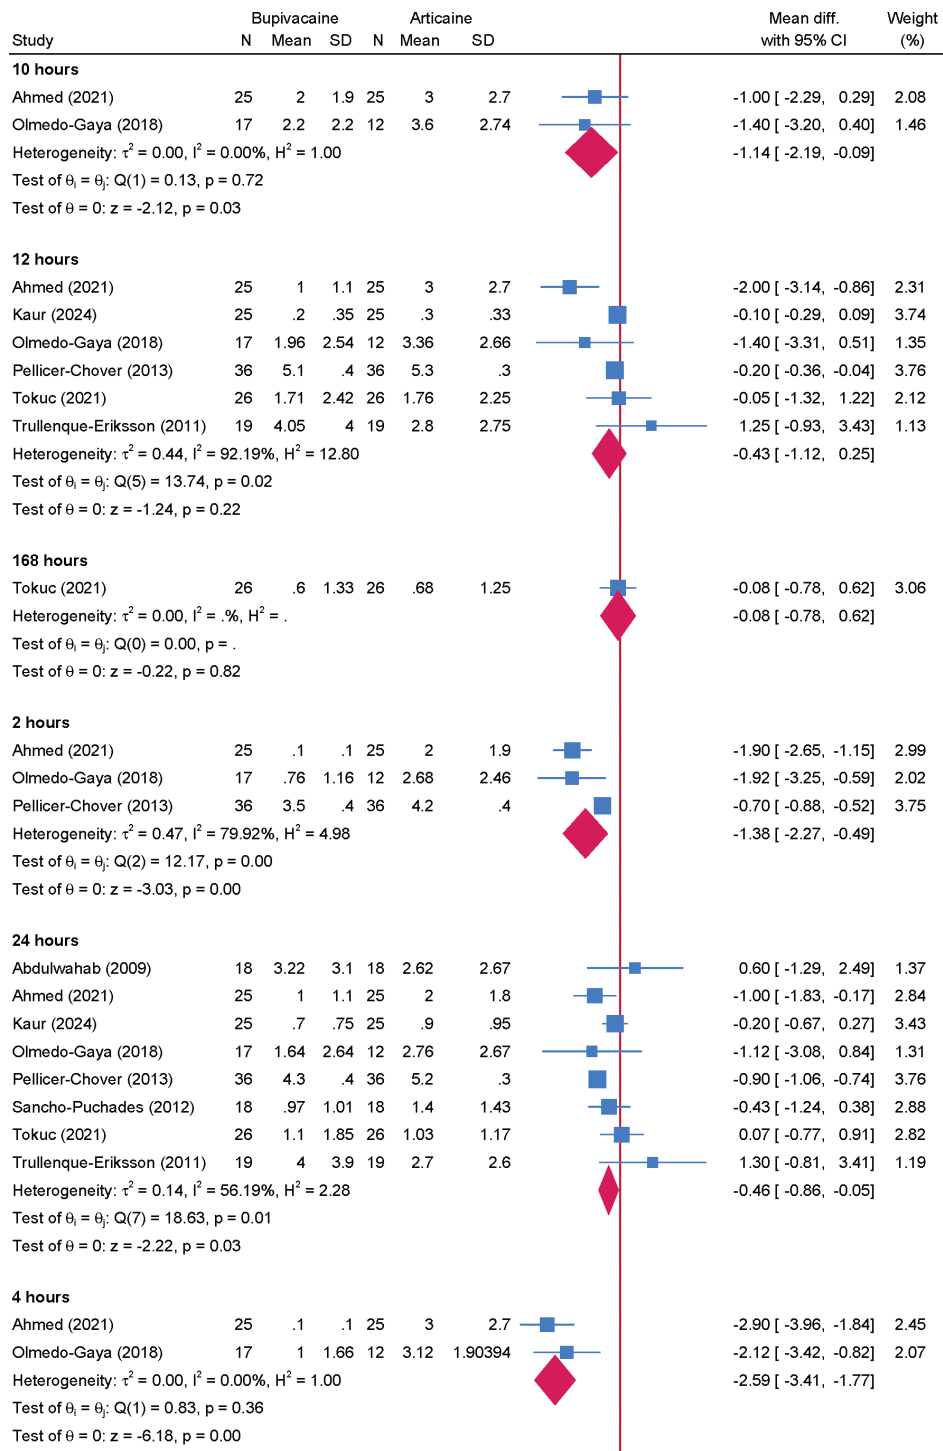 Bupivacaine Articaine Mean diff. Weight
Study N Mean SD N Mean SD with 95% CI (%)
10 hours
Ahmed (2021) 25 2 1.9 25 3 2.7 -1.00 [ -2.29, 0.29] 2.08
Olmedo-Gaya (2018) 17 2.2 2.2 12 3.6 2.74 -1.40 [ -3.20, 0.40] 1.46
Heterogeneity: τ² = 0.00, I² = 0.00%, H² = 1.00 -1.14 [ -2.19, -0.09]
Test of θᵢ = θⱼ: Q(1) = 0.13, p = 0.72
Test of θ = 0: z = -2.12, p = 0.03
12 hours
Ahmed (2021) 25 1 1.1 25 3 2.7 -2.00 [ -3.14, -0.86] 2.31
Kaur (2024) 25 .2 .35 25 .3 .33 -0.10 [ -0.29, 0.09] 3.74
Olmedo-Gaya (2018) 17 1.96 2.54 12 3.36 2.66 -1.40 [ -3.31, 0.51] 1.35
Pellicer-Chover (2013) 36 5.1 .4 36 5.3 .3 -0.20 [ -0.36, -0.04] 3.76
Tokuc (2021) 26 1.71 2.42 26 1.76 2.25 -0.05 [ -1.32, 1.22] 2.12
Trullenque-Eriksson (2011) 19 4.05 4 19 2.8 2.75 1.25 [ -0.93, 3.43] 1.13
Heterogeneity: τ² = 0.44, I² = 92.19%, H² = 12.80 -0.43 [ -1.12, 0.25]
Test of θᵢ = θⱼ: Q(5) = 13.74, p = 0.02
Test of θ = 0: z = -1.24, p = 0.22
168 hours
Tokuc (2021) 26 .6 1.33 26 .68 1.25 -0.08 [ -0.78, 0.62] 3.06
Heterogeneity: τ² = 0.00, I² = .%, H² = . -0.08 [ -0.78, 0.62]
Test of θᵢ = θⱼ: Q(0) = 0.00, p = .
Test of θ = 0: z = -0.22, p = 0.82
2 hours
Ahmed (2021) 25 .1 .1 25 2 1.9 -1.90 [ -2.65, -1.15] 2.99
Olmedo-Gaya (2018) 17 .76 1.16 12 2.68 2.46 -1.92 [ -3.25, -0.59] 2.02
Pellicer-Chover (2013) 36 3.5 .4 36 4.2 .4 -0.70 [ -0.88, -0.52] 3.75
Heterogeneity: τ² = 0.47, I² = 79.92%, H² = 4.98 -1.38 [ -2.27, -0.49]
Test of θᵢ = θⱼ: Q(2) = 12.17, p = 0.00
Test of θ = 0: z = -3.03, p = 0.00
24 hours
Abdulwahab (2009) 18 3.22 3.1 18 2.62 2.67 0.60 [ -1.29, 2.49] 1.37
Ahmed (2021) 25 1 1.1 25 2 1.8 -1.00 [ -1.83, -0.17] 2.84
Kaur (2024) 25 .7 .75 25 .9 .95 -0.20 [ -0.67, 0.27] 3.43
Olmedo-Gaya (2018) 17 1.64 2.64 12 2.76 2.67 -1.12 [ -3.08, 0.84] 1.31
Pellicer-Chover (2013) 36 4.3 .4 36 5.2 .3 -0.90 [ -1.06, -0.74] 3.76
Sancho-Puchades (2012) 18 .97 1.01 18 1.4 1.43 -0.43 [ -1.24, 0.38] 2.88
Tokuc (2021) 26 1.1 1.85 26 1.03 1.17 0.07 [ -0.77, 0.91] 2.82
Trullenque-Eriksson (2011) 19 4 3.9 19 2.7 2.6 1.30 [ -0.81, 3.41] 1.19
Heterogeneity: τ² = 0.14, I² = 56.19%, H² = 2.28 -0.46 [ -0.86, -0.05]
Test of θᵢ = θⱼ: Q(7) = 18.63, p = 0.01
Test of θ = 0: z = -2.22, p = 0.03
4 hours
Ahmed (2021) 25 .1 .1 25 3 2.7 -2.90 [ -3.96, -1.84] 2.45
Olmedo-Gaya (2018) 17 1 1.66 12 3.12 1.90394 -2.12 [ -3.42, -0.82] 2.07
Heterogeneity: τ² = 0.00, I² = 0.00%, H² = 1.00 -2.59 [ -3.41, -1.77]
Test of θᵢ = θⱼ: Q(1) = 0.83, p = 0.36
Test of θ = 0: z = -6.18, p = 0.00